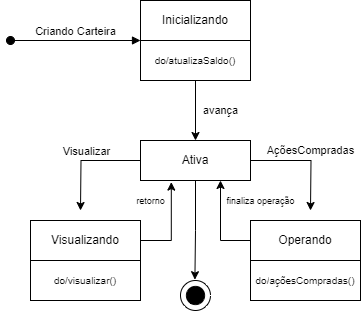 Inicializando
Criando Carteira
do/atualizaSaldo()
avança
Visualizar
AçõesCompradas
Ativa
retorno
finaliza operação
Visualizando
Operando
do/visualizar()
do/açõesCompradas()